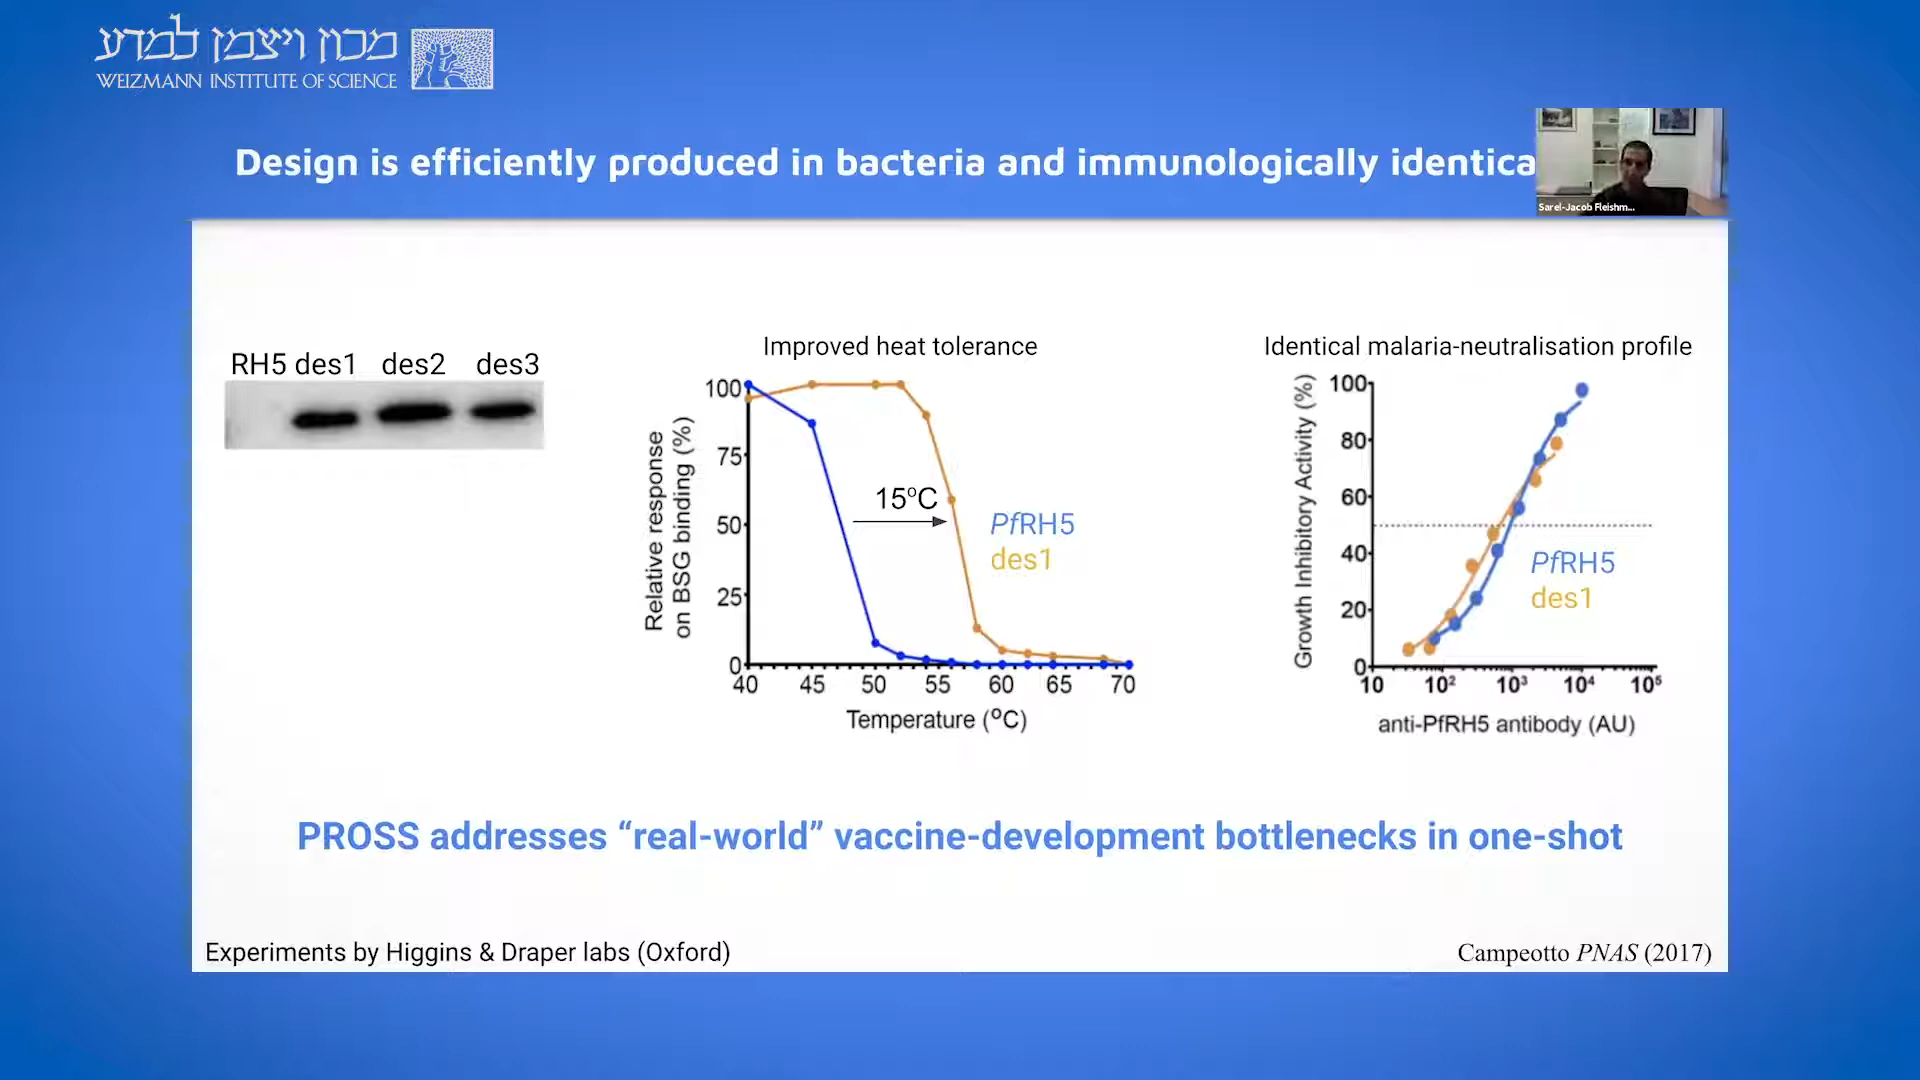 מכון ויצמן למדע
WEIZMANN INSTITUTE OF SCIENCE
Design is efficiently produced in bacteria and immunologically identica
Sarel-Jacob Fleishm...
RH5 des1 des2 des3
Improved heat tolerance
Relative response
on BSG binding (%)
100
75
50
25
0
15ºC
PfRH5
des1
40 45 50 55 60 65 70
Temperature (ºC)
Identical malaria-neutralisation profile
Growth Inhibitory Activity (%)
100
80
60
40
20
0
PfRH5
des1
10 10² 10³ 10⁴ 10⁵
anti-PfRH5 antibody (AU)
PROSS addresses “real-world” vaccine-development bottlenecks in one-shot
Experiments by Higgins & Draper labs (Oxford)
Campeotto PNAS (2017)